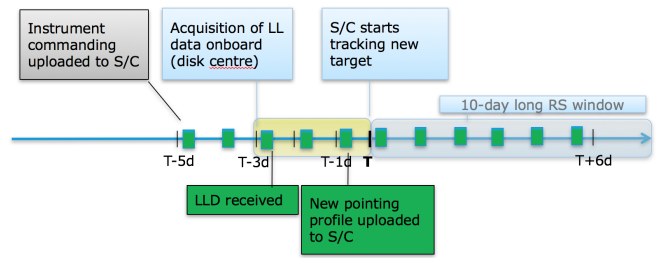 Instrument
commanding
uploaded to S/C
Acquisition of LL
data onboard
(disk centre)
S/C starts
tracking new
target
10-day long RS window
T-5d
T-3d
T-1d
T
T+6d
LLD received
New pointing
profile uploaded
to S/C